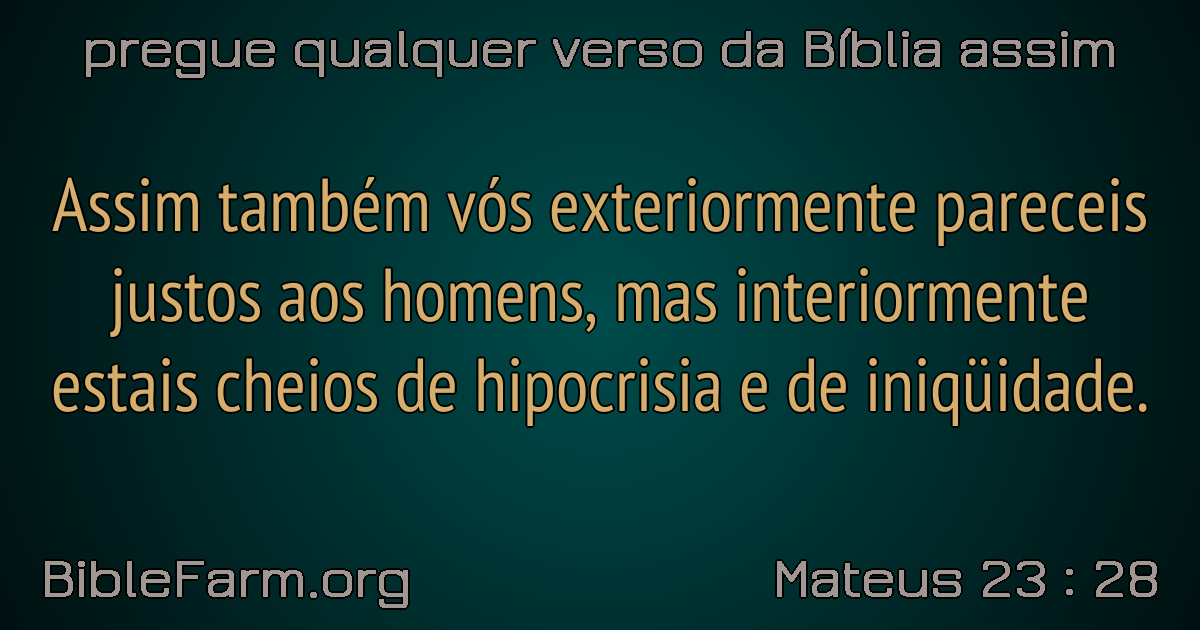 pregue qualquer verso da Bíblia assim
Assim também vós exteriormente pareceis
justos aos homens, mas interiormente
estais cheios de hipocrisia e de iniqüidade.
BibleFarm.org
Mateus 23 : 28